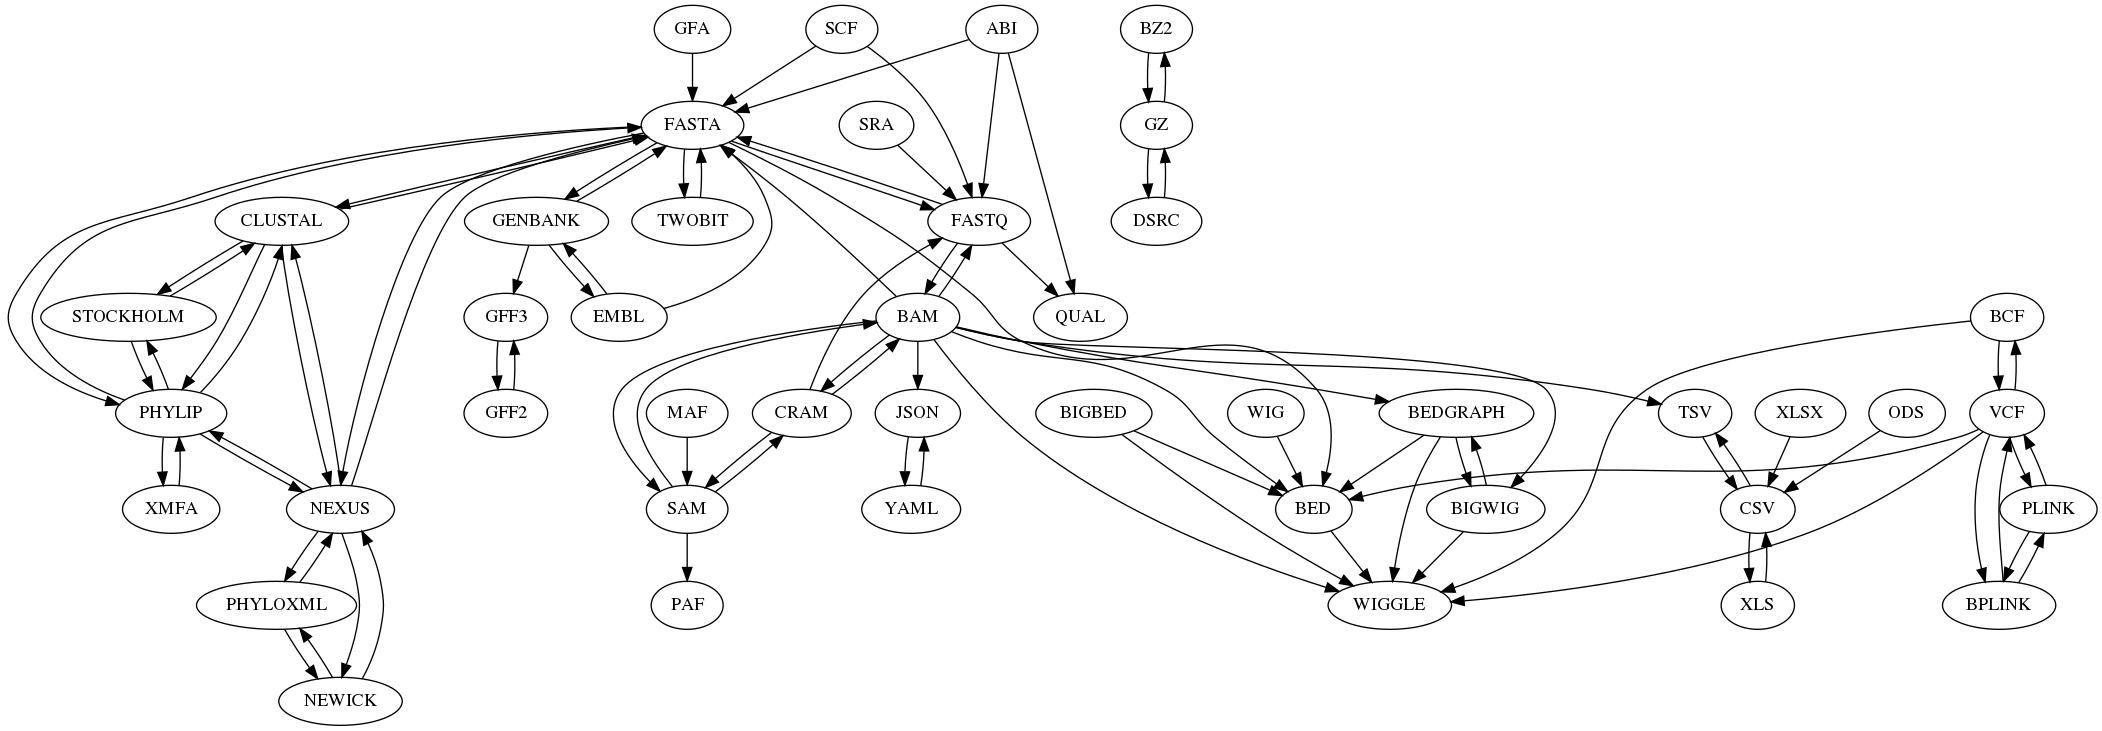 GFA
SCF
ABI
BZ2
FASTA
SRA
GZ
CLUSTAL
GENBANK
TWOBIT
FASTQ
DSRC
STOCKHOLM
GFF3
EMBL
BAM
QUAL
BCF
PHYLIP
GFF2
MAF
CRAM
JSON
BIGBED
WIG
BEDGRAPH
TSV
XLSX
ODS
VCF
XMFA
NEXUS
SAM
YAML
BED
BIGWIG
CSV
PLINK
PHYLOXML
PAF
WIGGLE
XLS
BPLINK
NEWICK